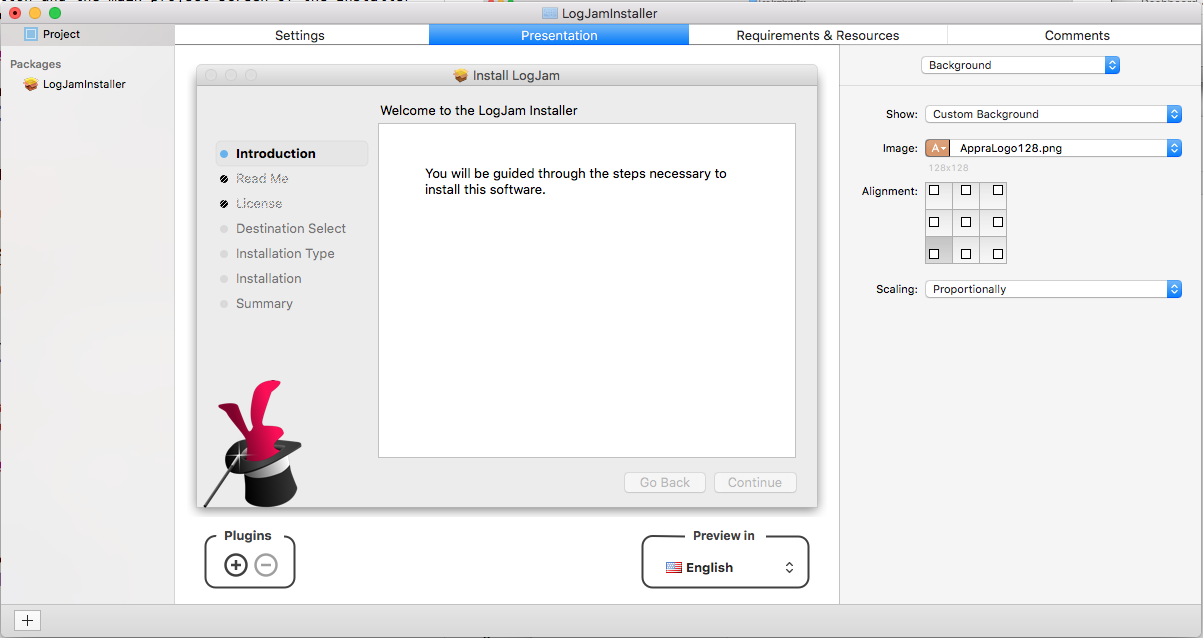 LogJamInstaller
Project
Settings
Presentation
Requirements & Resources
Comments
Packages
LogJamInstaller
Install LogJam
Welcome to the LogJam Installer
Introduction
Read Me
License
Destination Select
Installation Type
Installation
Summary
You will be guided through the steps necessary to
install this software.
Go Back
Continue
Plugins
Preview in
English
Background
Show:
Custom Background
Image:
A
AppraLogo128.png
128x128
Alignment:
Scaling:
Proportionally